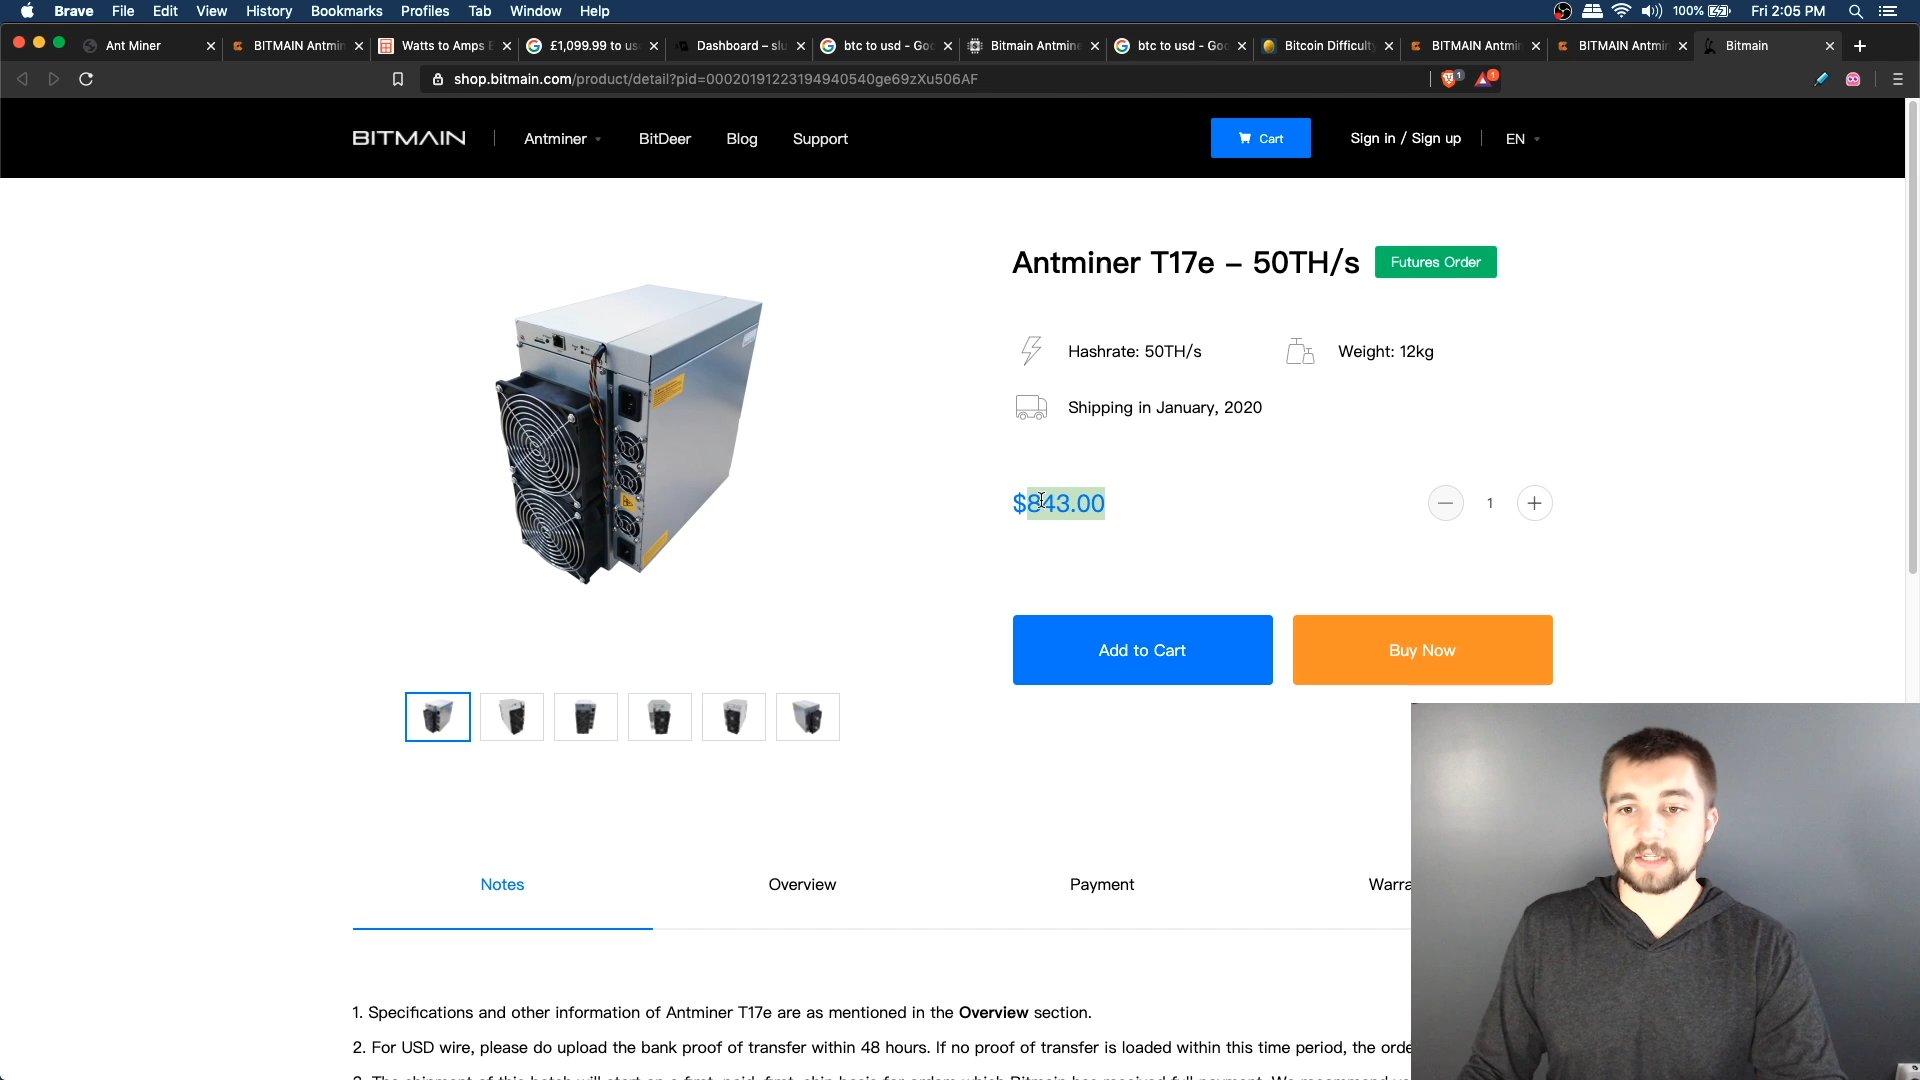 Brave File Edit View History Bookmarks Profiles Tab Window Help 100% Fri 2:05 PM
Ant Miner BITMAIN Antmin Watts to Amps E £1,099.99 to us Dashboard – slu btc to usd - Goo Bitmain Antmine btc to usd - Goo Bitcoin Difficulty BITMAIN Antmin BITMAIN Antmin Bitmain
shop.bitmain.com/product/detail?pid=00020191223194940540ge69zXu506AF 1 1
BITMAIN Antminer BitDeer Blog Support Cart Sign in / Sign up EN
Antminer T17e – 50TH/s Futures Order
Hashrate: 50TH/s Weight: 12kg
Shipping in January, 2020
$843.00 1
Add to Cart Buy Now
Notes Overview Payment Warra
1. Specifications and other information of Antminer T17e are as mentioned in the Overview section.
2. For USD wire, please do upload the bank proof of transfer within 48 hours. If no proof of transfer is loaded within this time period, the orde